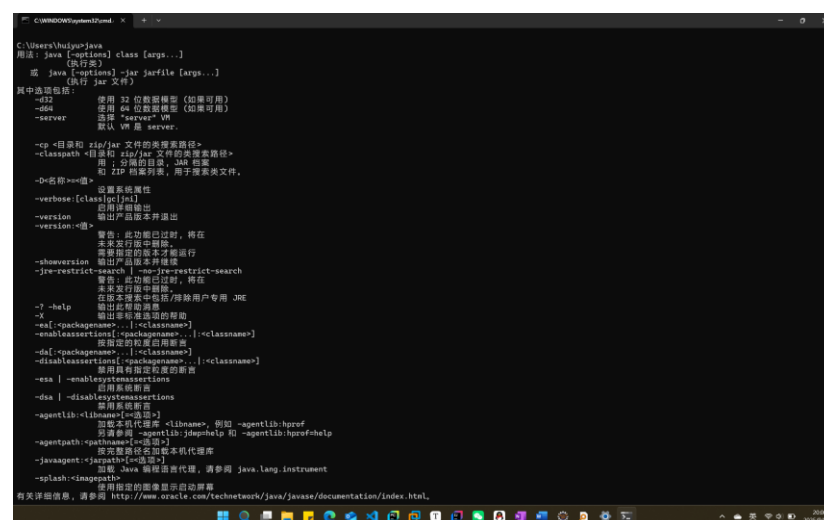 C:\WINDOWS\system32\cmd.
C:\Users\huiyu>java
用法: java [-options] class [args...]
(执行类)
或 java [-options] -jar jarfile [args...]
(执行 jar 文件)
其中选项包括:
-d32 使用 32 位数据模型 (如果可用)
-d64 使用 64 位数据模型 (如果可用)
-server 选择 "server" VM
默认 VM 是 server.
-cp <目录和 zip/jar 文件的类搜索路径>
-classpath <目录和 zip/jar 文件的类搜索路径>
用 ; 分隔的目录, JAR 档案
和 ZIP 档案列表, 用于搜索类文件。
-D<名称>=<值>
设置系统属性
-verbose:[class|gc|jni]
启用详细输出
-version 输出产品版本并退出
-version:<值>
警告: 此功能已过时, 将在
未来发行版中删除。
需要指定的版本才能运行
-showversion 输出产品版本并继续
-jre-restrict-search | -no-jre-restrict-search
警告: 此功能已过时, 将在
未来发行版中删除。
在版本搜索中包括/排除用户专用 JRE
-? -help 输出此帮助消息
-X 输出非标准选项的帮助
-ea[:<packagename>...|:<classname>]
-enableassertions[:<packagename>...|:<classname>]
按指定的粒度启用断言
-da[:<packagename>...|:<classname>]
-disableassertions[:<packagename>...|:<classname>]
禁用具有指定粒度的断言
-esa | -enablesystemassertions
启用系统断言
-dsa | -disablesystemassertions
禁用系统断言
-agentlib:<libname>[=<选项>]
加载本机代理库 <libname>, 例如 -agentlib:hprof
另请参阅 -agentlib:jdwp=help 和 -agentlib:hprof=help
-agentpath:<pathname>[=<选项>]
按完整路径名加载本机代理库
-javaagent:<jarpath>[=<选项>]
加载 Java 编程语言代理, 请参阅 java.lang.instrument
-splash:<imagepath>
使用指定的图像显示启动屏幕
有关详细信息, 请参阅 http://www.oracle.com/technetwork/java/javase/documentation/index.html。
英